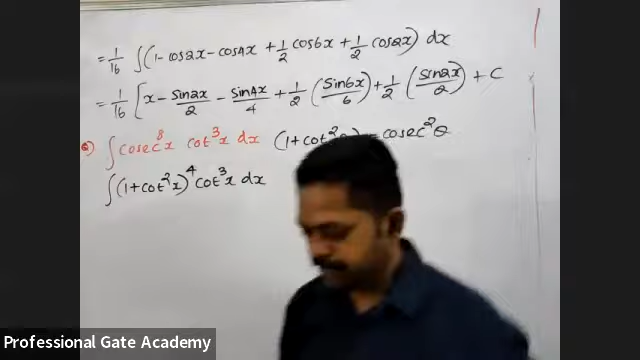 = 1/16 ∫(1 - cos2x - cos4x + 1/2 cos6x + 1/2 cos2x) dx
= 1/16 [x - sin2x/2 - sin4x/4 + 1/2 (sin6x/6) + 1/2 (sin2x/2) + C
Q) ∫ cosec⁸x cot³x dx (1+cot² = cosec²θ
∫(1+cot²x)⁴ cot³x dx
Professional Gate Academy